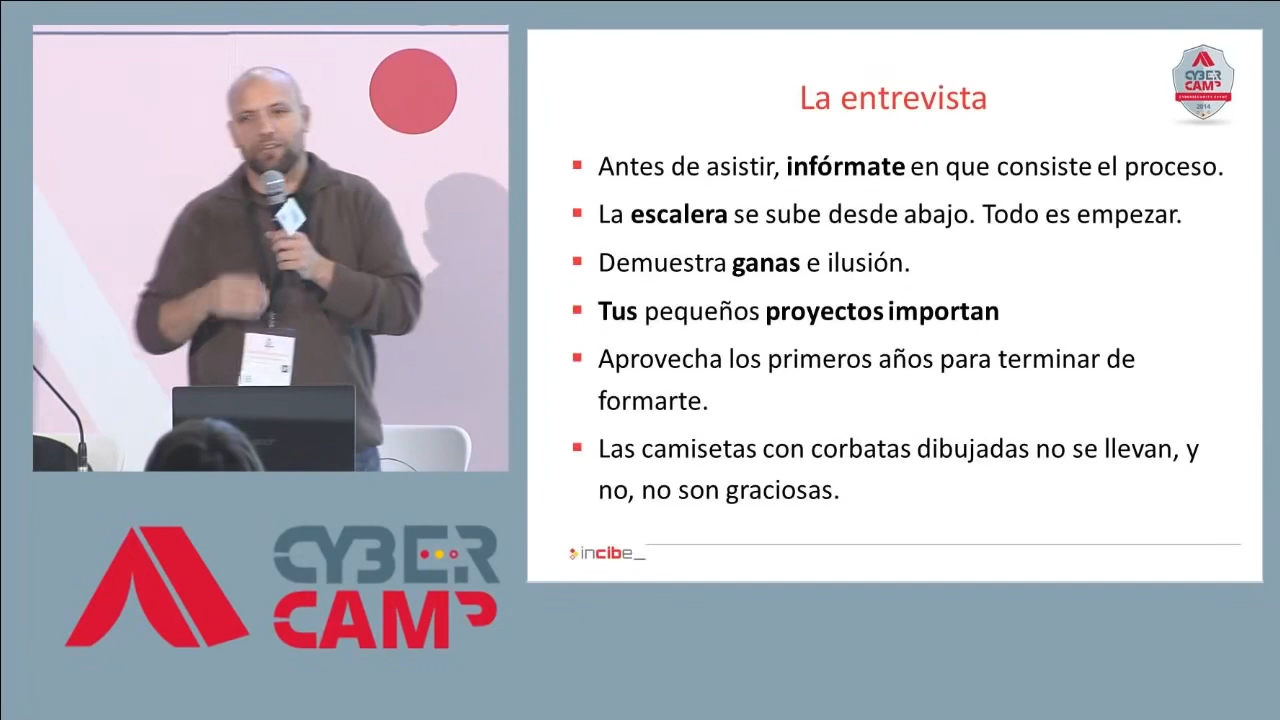 La entrevista
CYBER
CAMP
CYBERSECURITY EVENT
2014
Antes de asistir, infórmate en que consiste el proceso.
La escalera se sube desde abajo. Todo es empezar.
Demuestra ganas e ilusión.
Tus pequeños proyectos importan
Aprovecha los primeros años para terminar de
formarte.
Las camisetas con corbatas dibujadas no se llevan, y
no, no son graciosas.
incibe_
CYBER
CAMP